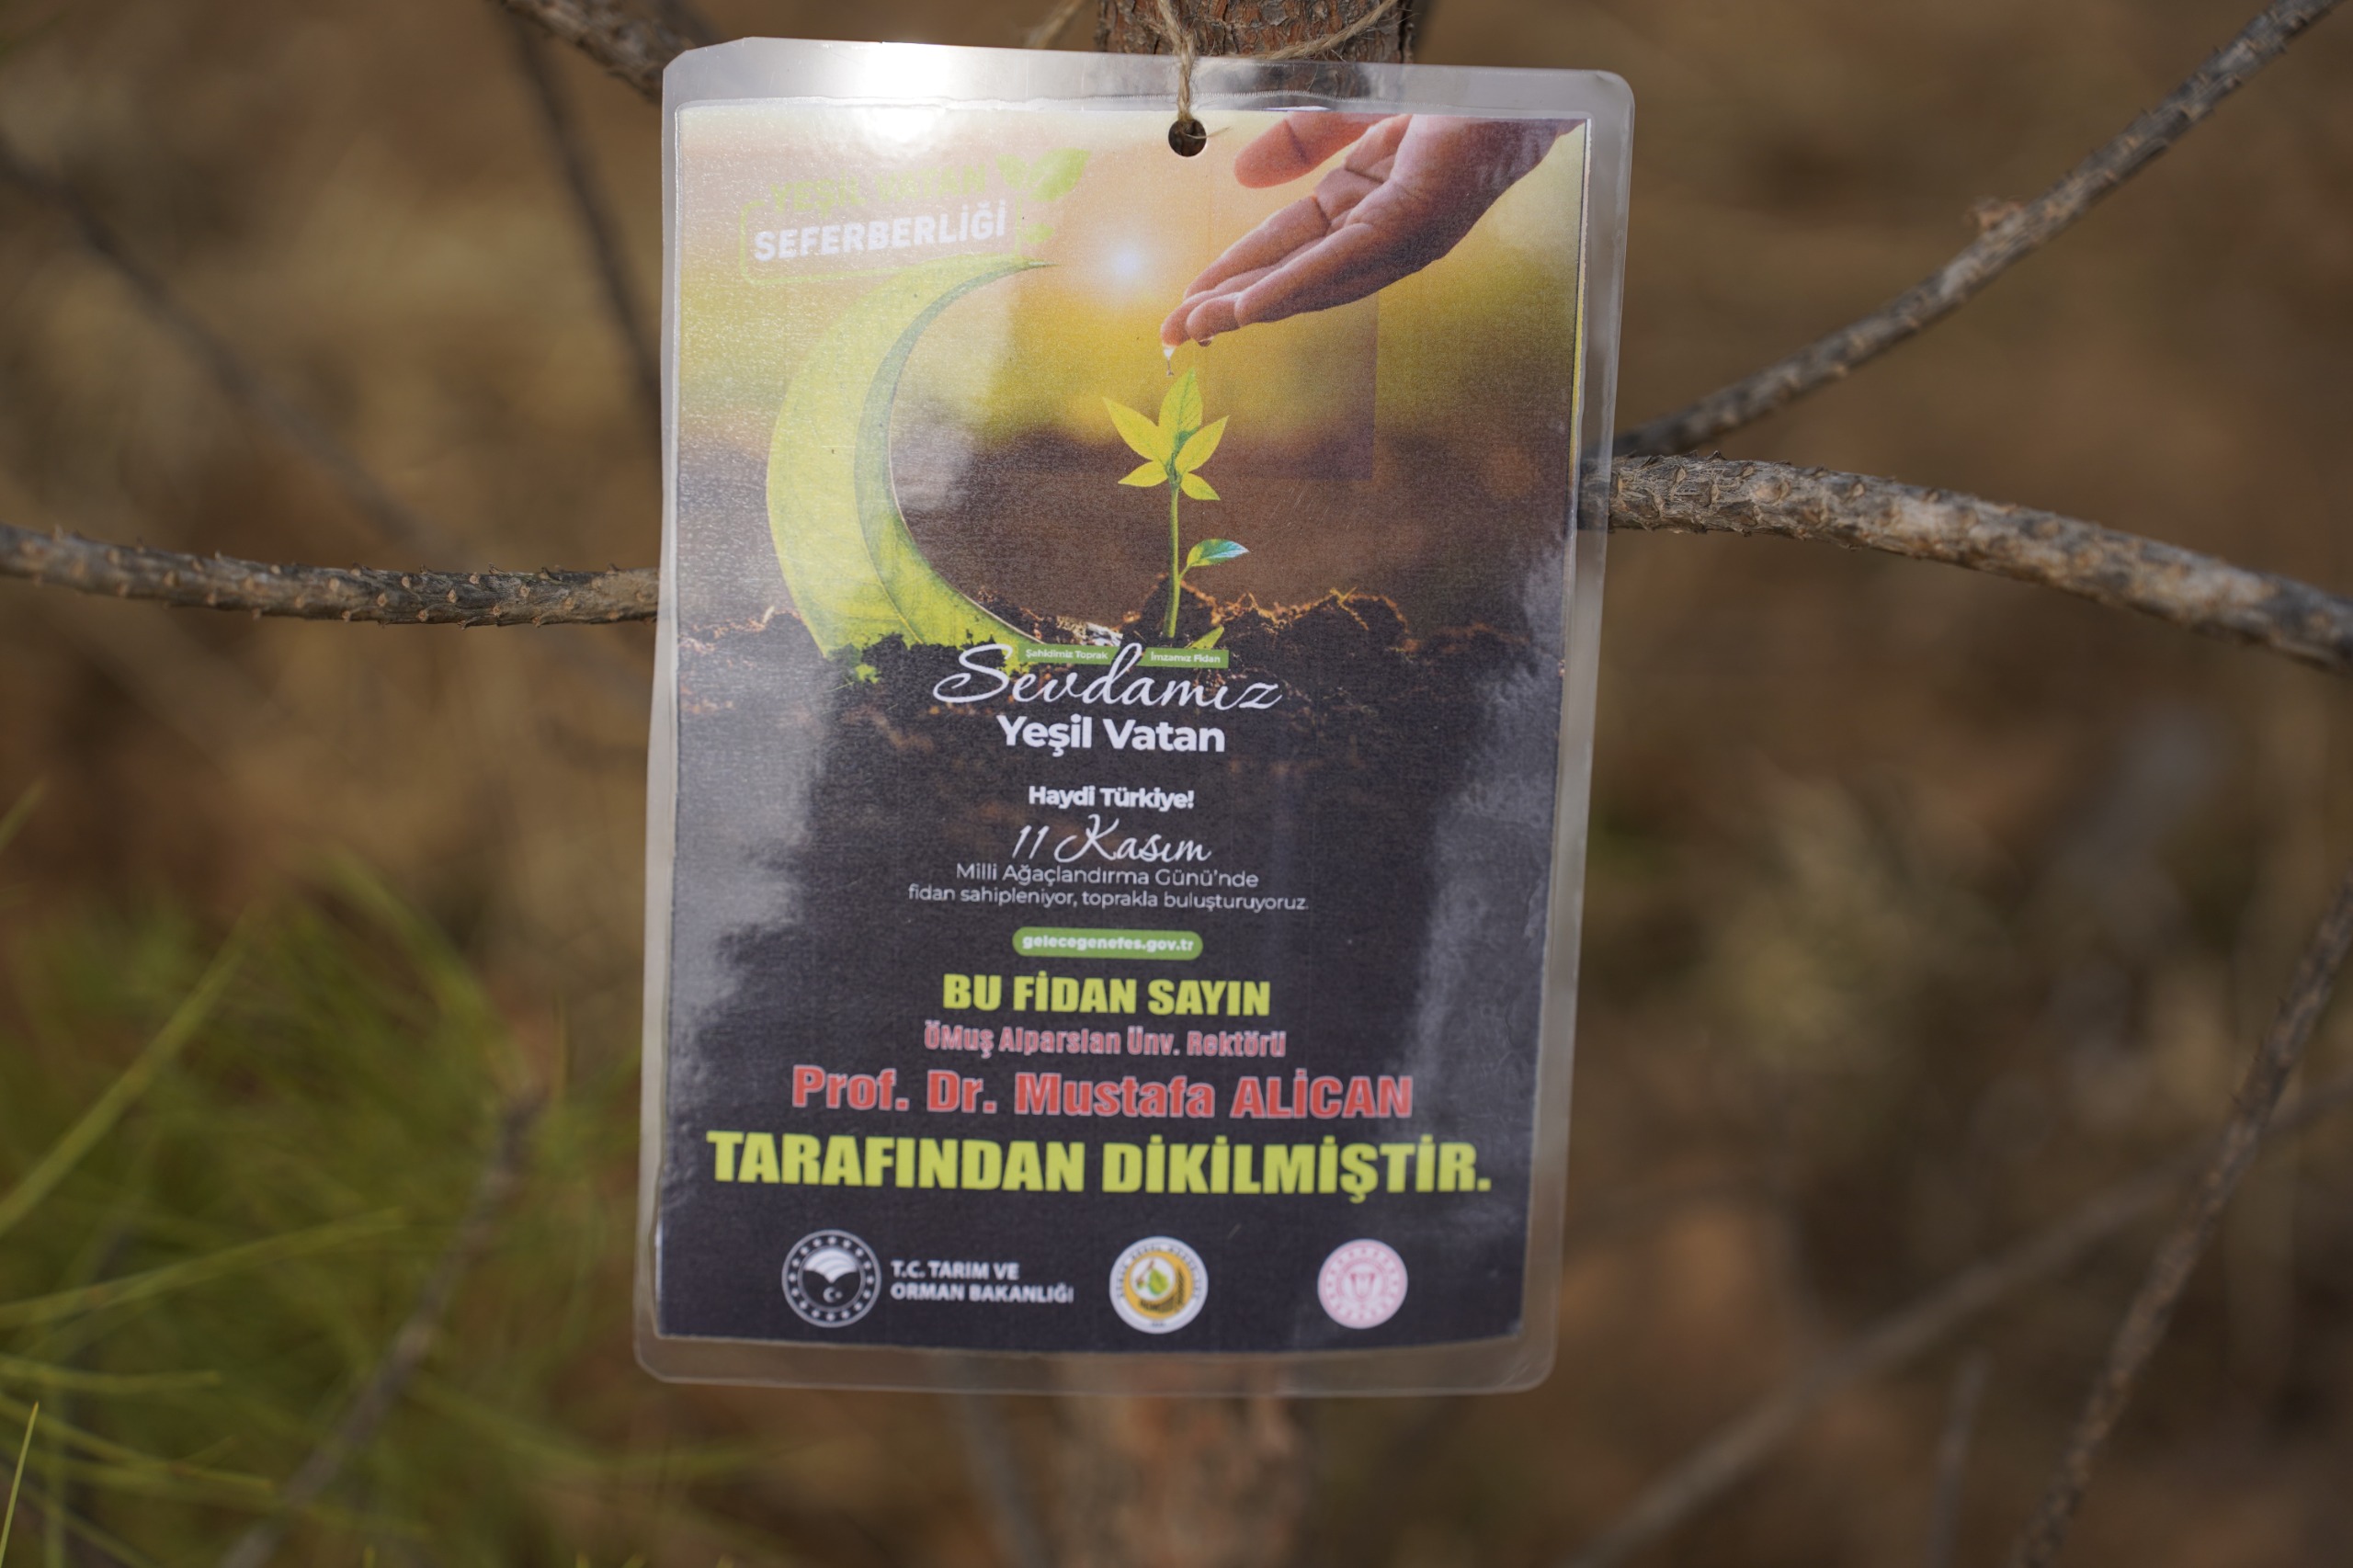 YEŞİL VATAN
SEFERBERLİĞİ
Şahidimiz Toprak İmzamız Fidan
Sevdamız
Yeşil Vatan
Haydi Türkiye!
11 Kasım
Milli Ağaçlandırma Günü'nde
fidan sahipleniyor, toprakla buluşturuyoruz.
gelecegenefes.gov.tr
BU FİDAN SAYIN
ÖMuş Alparslan Ünv. Rektörü
Prof. Dr. Mustafa ALİCAN
TARAFINDAN DİKİLMİŞTİR.
T.C. TARIM VE
ORMAN BAKANLIĞI